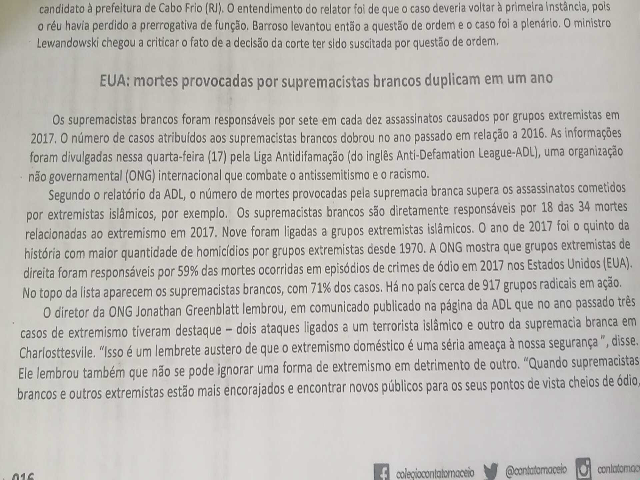 candidato à prefeitura de Cabo Frio (RJ). O entendimento do relator foi de que o caso deveria voltar à primeira instância, pois
o réu havia perdido a prerrogativa de função. Barroso levantou então a questão de ordem e o caso foi a plenário. O ministro
Lewandowski chegou a criticar o fato de a decisão da corte ter sido suscitada por questão de ordem.
EUA: mortes provocadas por supremacistas brancos duplicam em um ano
Os supremacistas brancos foram responsáveis por sete em cada dez assassinatos causados por grupos extremistas em
2017. O número de casos atribuídos aos supremacistas brancos dobrou no ano passado em relação a 2016. As informações
foram divulgadas nessa quarta-feira (17) pela Liga Antidifamação (do inglês Anti-Defamation League-ADL), uma organização
não governamental (ONG) internacional que combate o antissemitismo e o racismo.
Segundo o relatório da ADL, o número de mortes provocadas pela supremacia branca supera os assassinatos cometidos
por extremistas islâmicos, por exemplo. Os supremacistas brancos são diretamente responsáveis por 18 das 34 mortes
relacionadas ao extremismo em 2017. Nove foram ligadas a grupos extremistas islâmicos. O ano de 2017 foi o quinto da
história com maior quantidade de homicídios por grupos extremistas desde 1970. A ONG mostra que grupos extremistas de
direita foram responsáveis por 59% das mortes ocorridas em episódios de crimes de ódio em 2017 nos Estados Unidos (EUA).
No topo da lista aparecem os supremacistas brancos, com 71% dos casos. Há no país cerca de 917 grupos radicais em ação.
O diretor da ONG Jonathan Greenblatt lembrou, em comunicado publicado na página da ADL que no ano passado três
casos de extremismo tiveram destaque – dois ataques ligados a um terrorista islâmico e outro da supremacia branca em
Charlosttesville. "Isso é um lembrete austero de que o extremismo doméstico é uma séria ameaça à nossa segurança", disse.
Ele lembrou também que não se pode ignorar uma forma de extremismo em detrimento de outro. "Quando supremacistas
brancos e outros extremistas estão mais encorajados e encontrar novos públicos para os seus pontos de vista cheios de ódio,
016 colegiocontatomaceio @contatomaceio contatomac